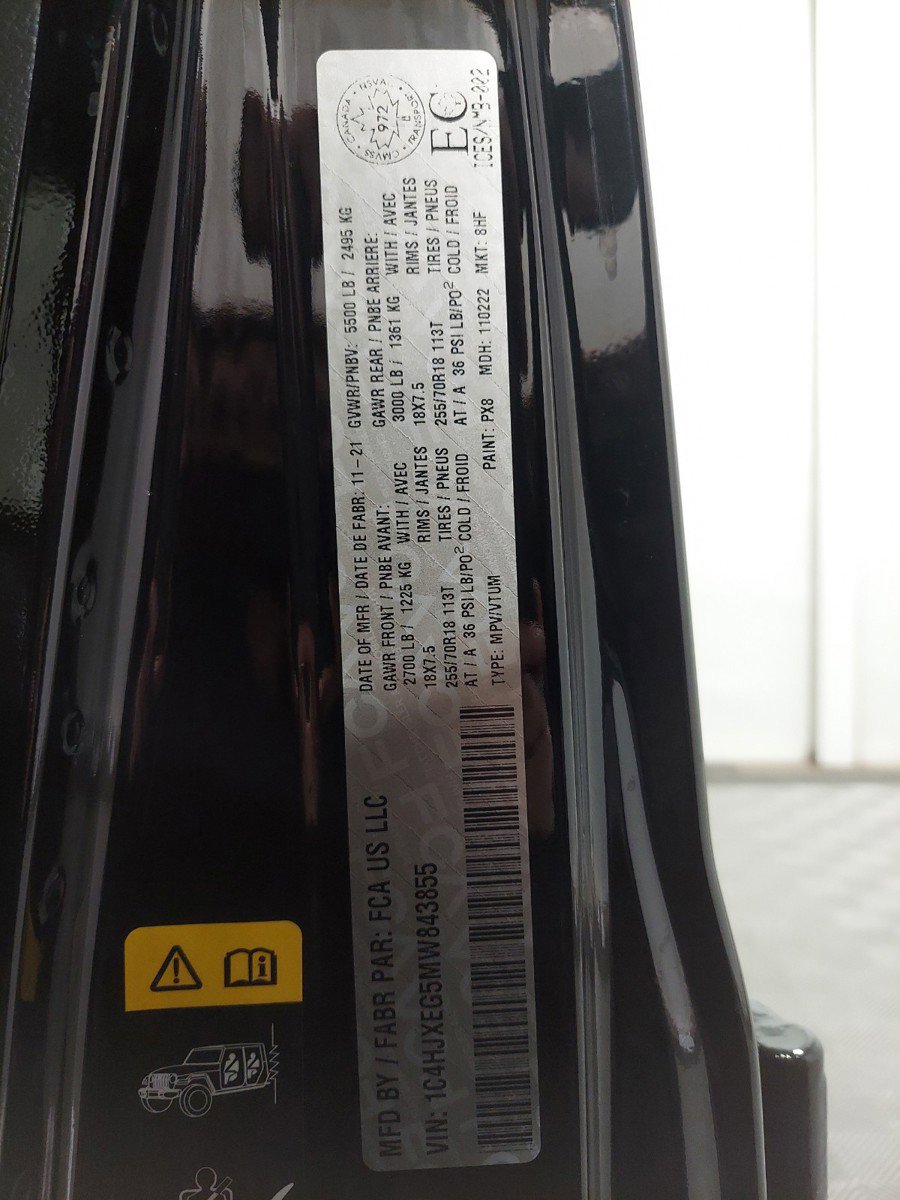 MFD BY / FABR PAR: FCA US LLC
VIN: 1C4HJXEG5MW843855
DATE OF MFR / DATE DE FABR: 11-21 GVWR/PNBV: 5500 LB / 2495 KG
GAWR FRONT / PNBE AVANT: GAWR REAR / PNBE ARRIERE:
2700 LB / 1225 KG WITH / AVEC 3000 LB / 1361 KG WITH / AVEC
18X7.5 RIMS / JANTES 18X7.5 RIMS / JANTES
255/70R18 113T TIRES / PNEUS 255/70R18 113T TIRES / PNEUS
AT / A 36 PSI LB/PO² COLD / FROID AT / A 36 PSI LB/PO² COLD / FROID
TYPE: MPV/VTUM PAINT: PX8 MDH: 110222 MKT: 8HF
CANADA · NSVA
972
TRANSPORT
CMVSS
EC